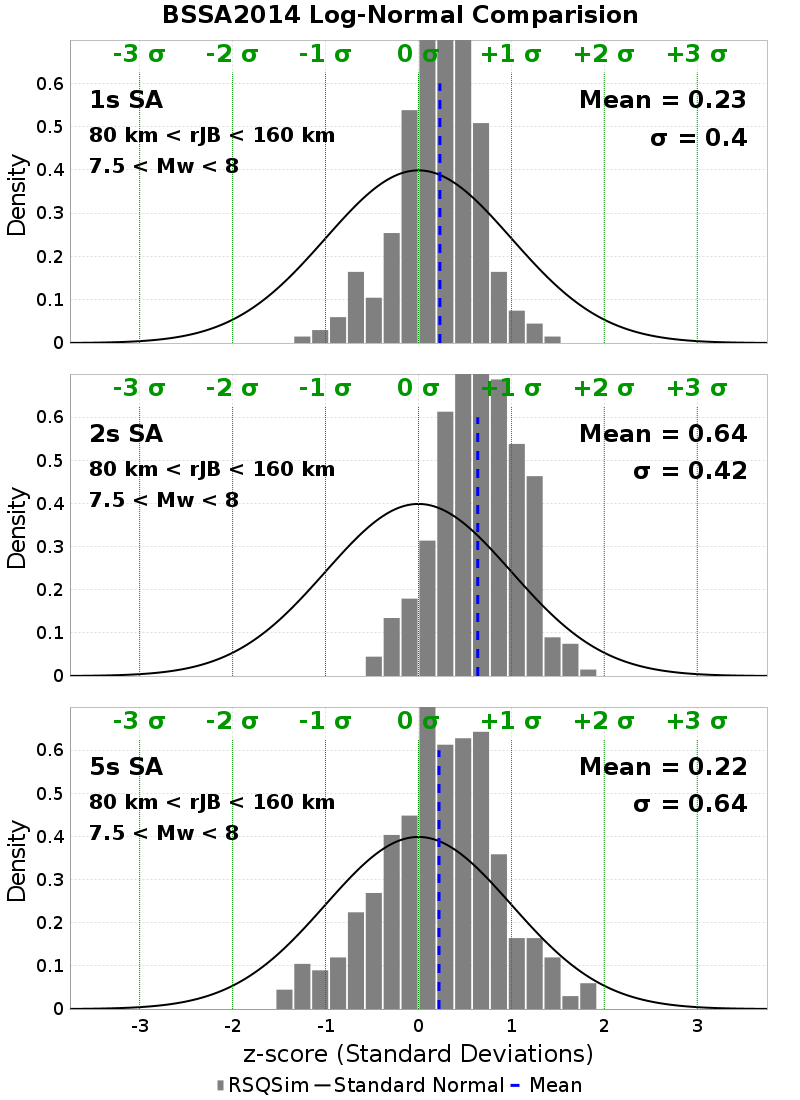 BSSA2014 Log-Normal Comparision
-3 σ -2 σ -1 σ 0 σ +1 σ +2 σ +3 σ
0.6
1s SA Mean = 0.23
0.5
80 km < rJB < 160 km σ = 0.4
7.5 < Mw < 8
0.4
0.3
0.2
0.1
0
Density
-3 σ -2 σ -1 σ 0 σ +1 σ +2 σ +3 σ
0.6
2s SA Mean = 0.64
0.5
80 km < rJB < 160 km σ = 0.42
7.5 < Mw < 8
0.4
0.3
0.2
0.1
0
Density
-3 σ -2 σ -1 σ 0 σ +1 σ +2 σ +3 σ
0.6
5s SA Mean = 0.22
0.5
80 km < rJB < 160 km σ = 0.64
7.5 < Mw < 8
0.4
0.3
0.2
0.1
0
Density
-3 -2 -1 0 1 2 3
z-score (Standard Deviations)
RSQSim Standard Normal Mean